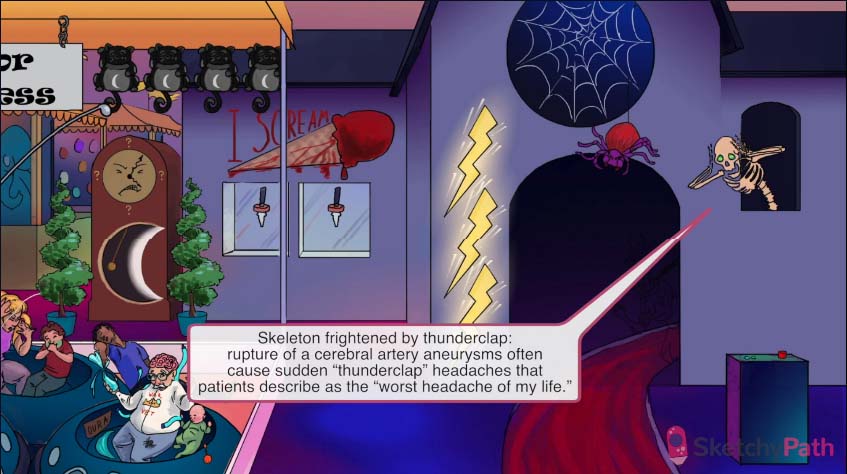 or
ess
?
? ?
I SCREAM
DURA
Skeleton frightened by thunderclap:
rupture of a cerebral artery aneurysms often
cause sudden “thunderclap” headaches that
patients describe as the “worst headache of my life.”
SketchyPath